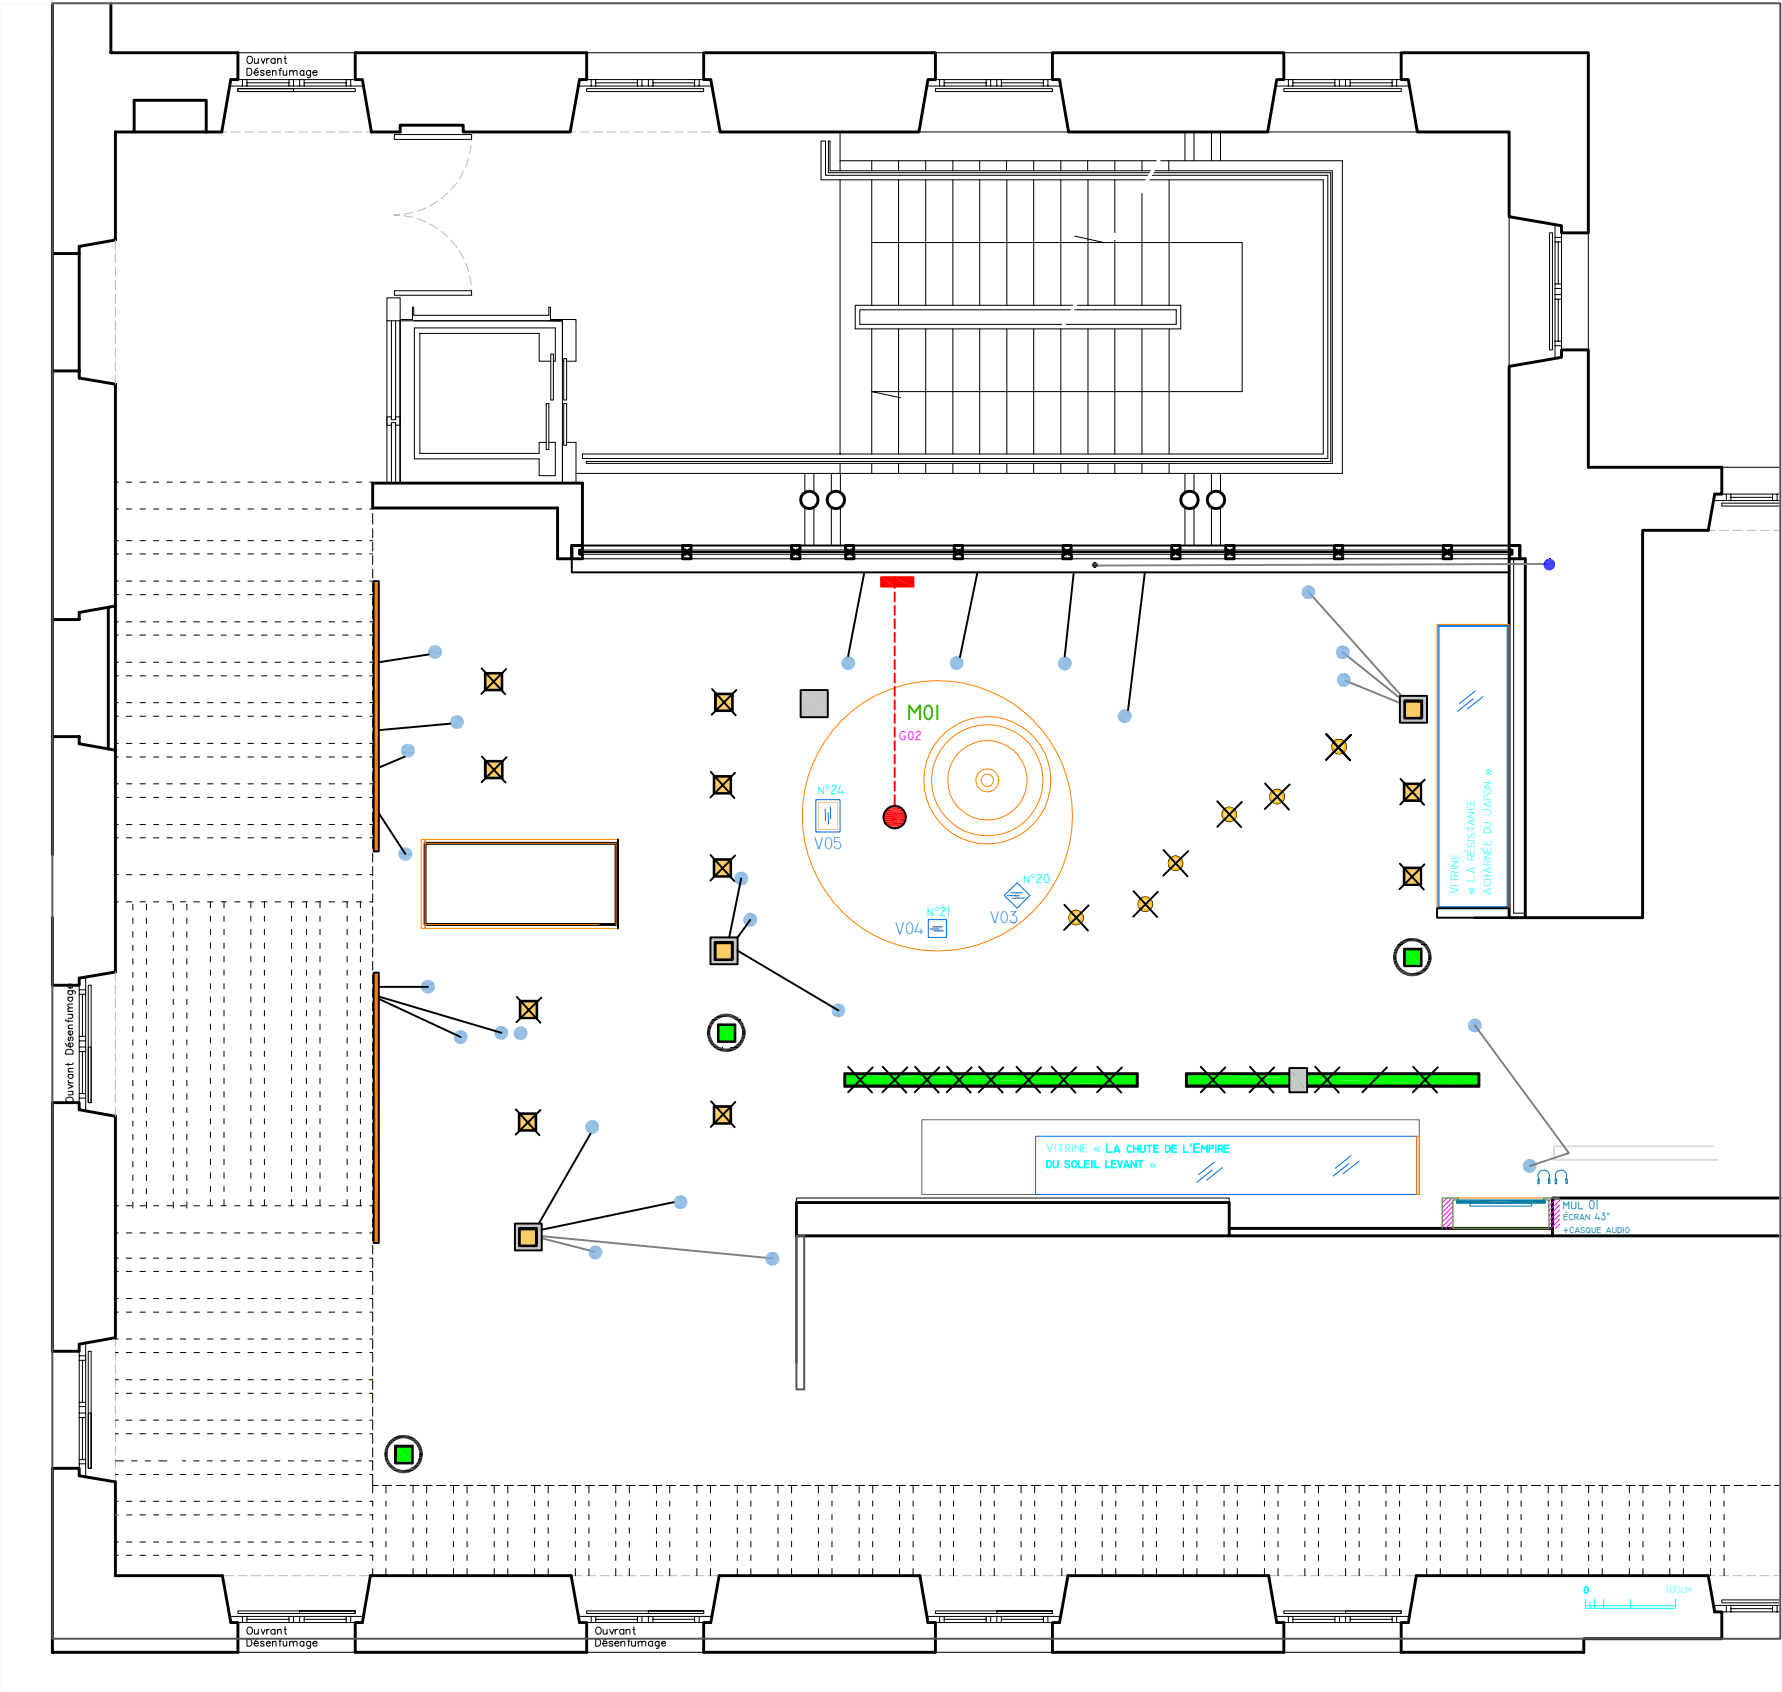 Ouvrant
Désenfumage
M01
G02
N°24
V05
N°20
V03
N°21
V04
VITRINE
« LA RÉSISTANCE
ACHARNÉE DU JAPON »
Ouvrant Désenfumage
VITRINE « LA CHUTE DE L'EMPIRE
DU SOLEIL LEVANT »
MUL 01
ÉCRAN 43"
+CASQUE AUDIO
0 100CM
Ouvrant
Désenfumage
Ouvrant
Désenfumage